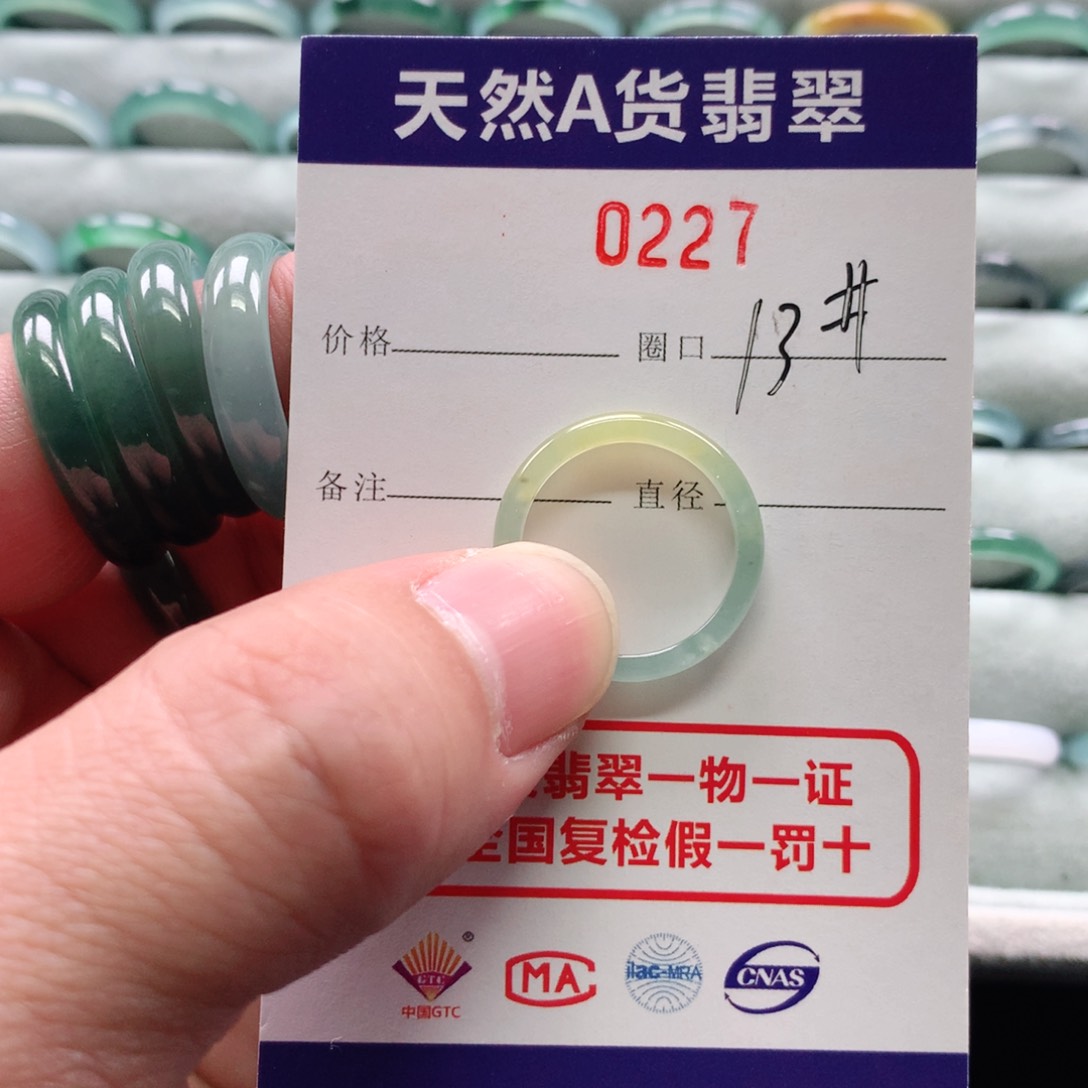 天然A货翡翠
0227
价格 圈口 13#
备注 直径
翡翠一物一证
全国复检假一罚十
GTC ®
中国GTC
MA
ilac-MRA
CNAS